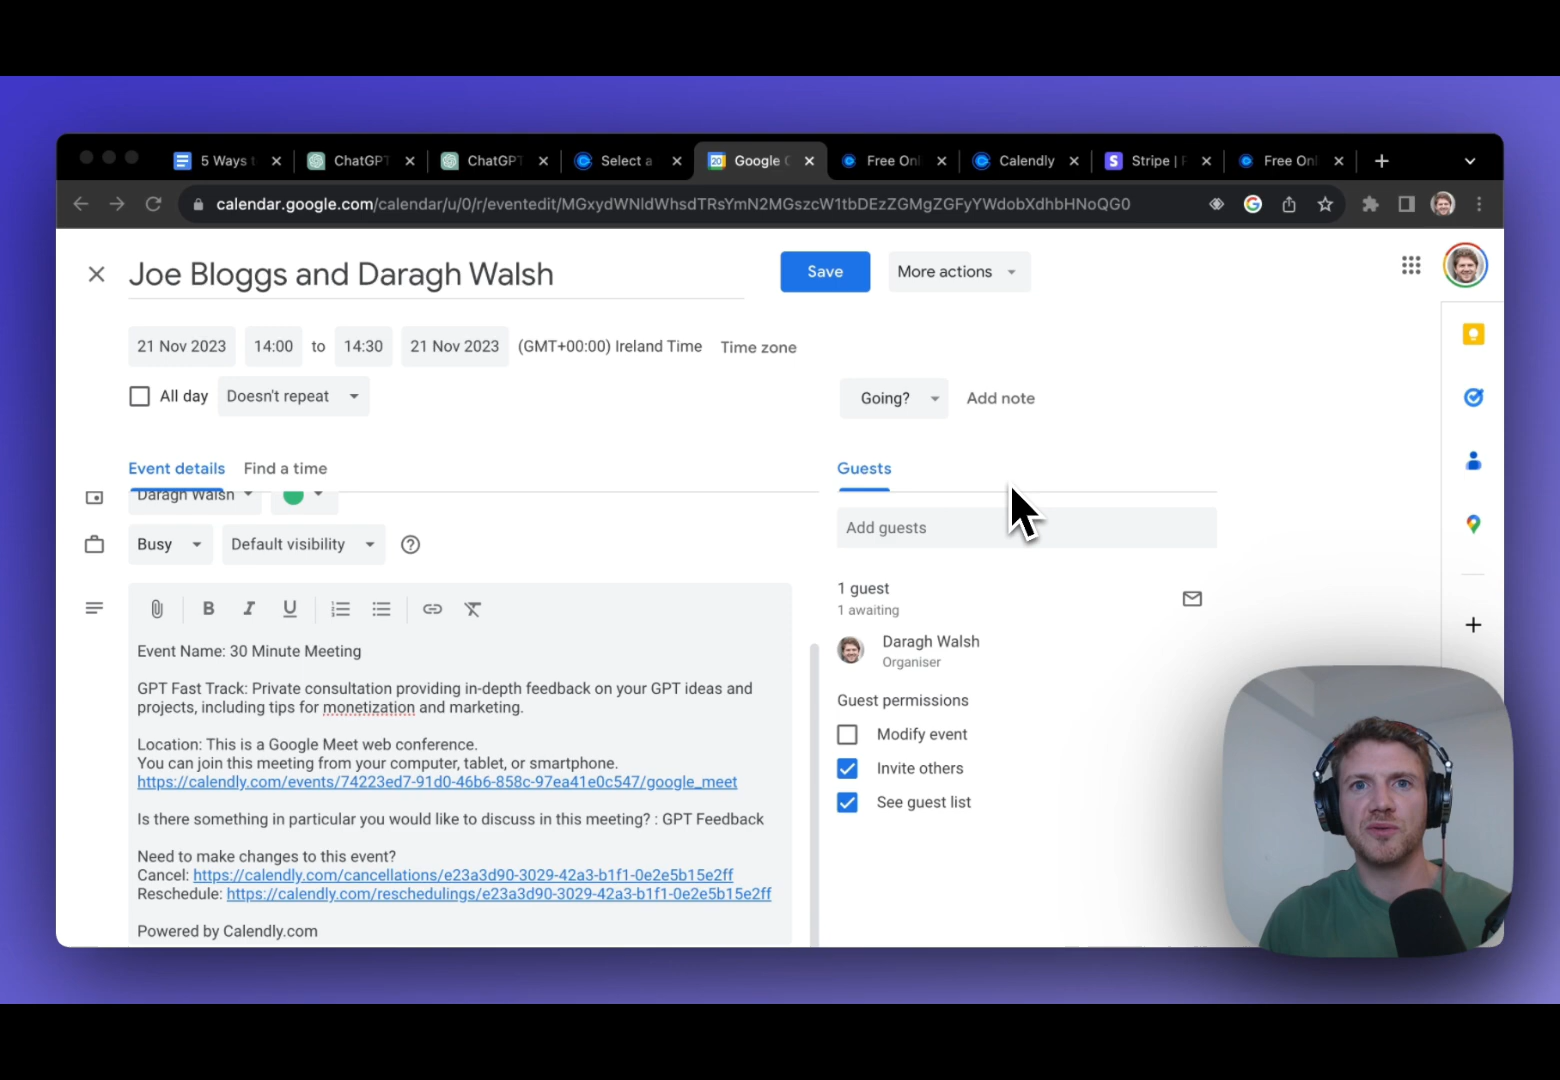 5 Ways t
ChatGPT
ChatGPT
Select a
Google C
Free Onl
Calendly
Stripe | P
Free Onl
calendar.google.com/calendar/u/0/r/eventedit/MGxydWNldWhsdTRsYmN2MGszcW1tbDEzZGMgZGFyYWdobXdhbHNoQG0
Joe Bloggs and Daragh Walsh
Save
More actions
21 Nov 2023 14:00 to 14:30 21 Nov 2023 (GMT+00:00) Ireland Time Time zone
All day Doesn't repeat
Going? Add note
Event details Find a time
Guests
Daragh Walsh
Add guests
Busy Default visibility
1 guest
1 awaiting
Daragh Walsh
Organiser
Guest permissions
Modify event
Invite others
See guest list
Event Name: 30 Minute Meeting
GPT Fast Track: Private consultation providing in-depth feedback on your GPT ideas and
projects, including tips for monetization and marketing.
Location: This is a Google Meet web conference.
You can join this meeting from your computer, tablet, or smartphone.
https://calendly.com/events/74223ed7-91d0-46b6-858c-97ea41e0c547/google_meet
Is there something in particular you would like to discuss in this meeting? : GPT Feedback
Need to make changes to this event?
Cancel: https://calendly.com/cancellations/e23a3d90-3029-42a3-b1f1-0e2e5b15e2ff
Reschedule: https://calendly.com/reschedulings/e23a3d90-3029-42a3-b1f1-0e2e5b15e2ff
Powered by Calendly.com